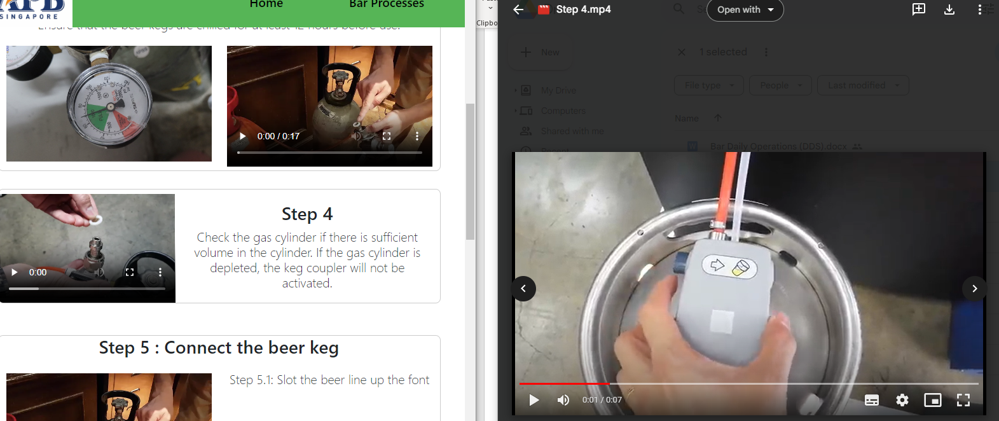 APB
SINGAPORE
Home
Bar Processes
Ensure that the beer kegs are chilled for at least 12 hours before use.
0:00 / 0:17
0:00
Step 4
Check the gas cylinder if there is sufficient
volume in the cylinder. If the gas cylinder is
depleted, the keg coupler will not be
activated.
Step 5 : Connect the beer keg
Step 5.1: Slot the beer line up the font
Clipbo
Step 4.mp4
Open with
New
1 selected
My Drive
Computers
Shared with me
Recent
File type
People
Last modified
Name
Bar Daily Operations (DDS).docx
0:01 / 0:07